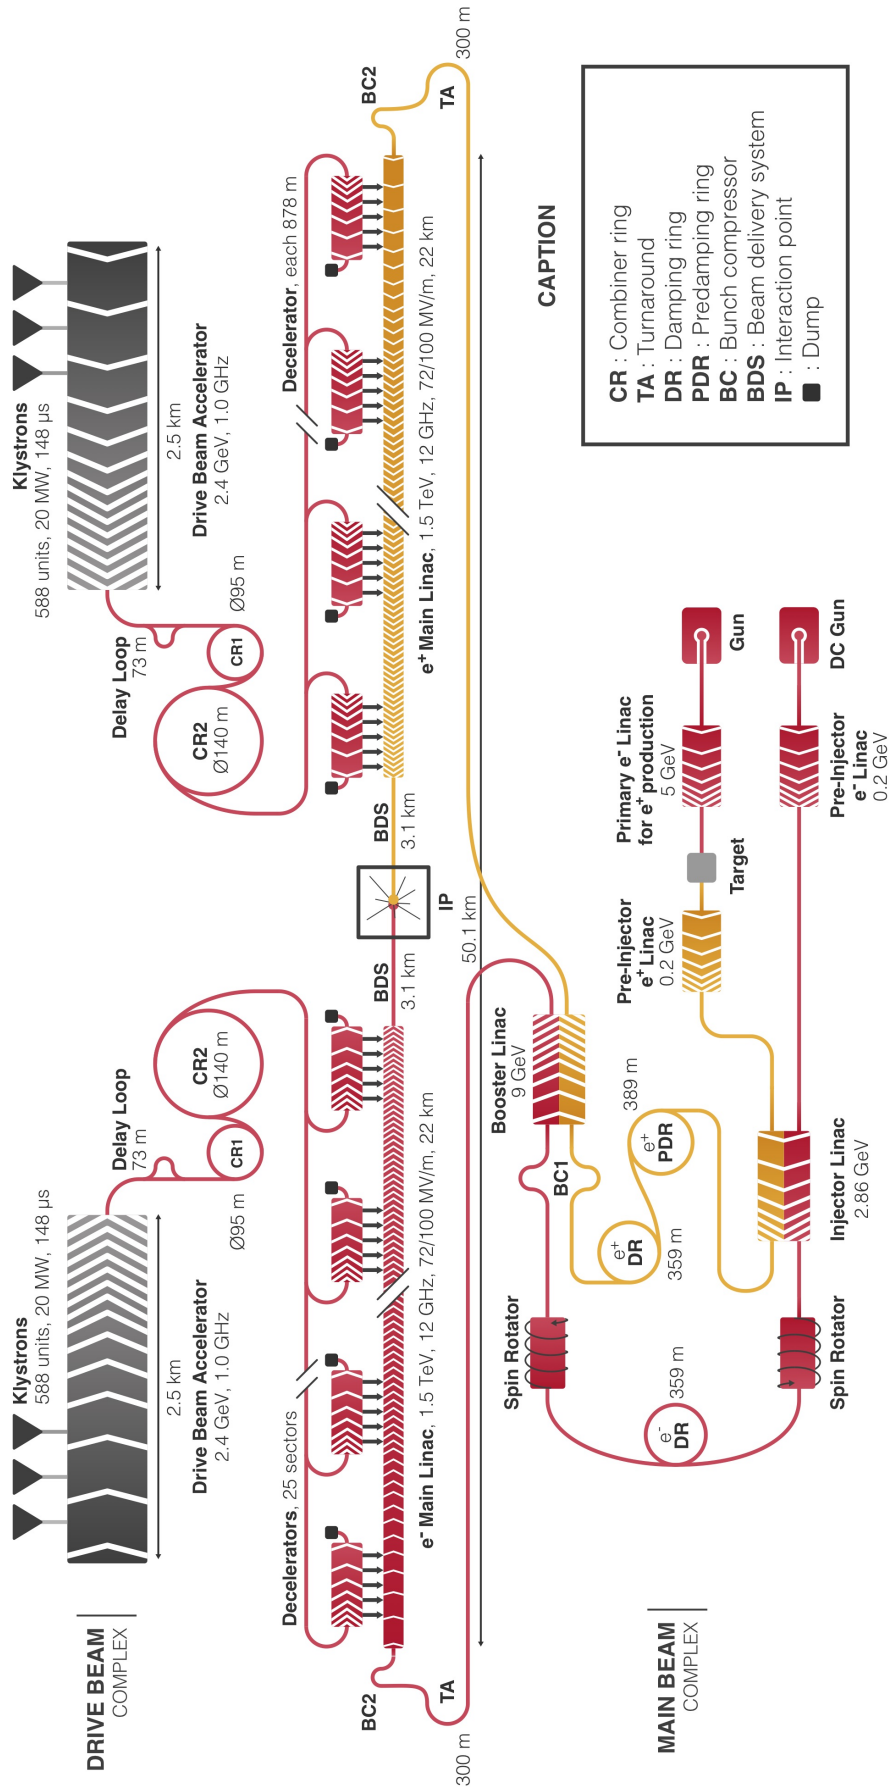 DRIVE BEAM
COMPLEX
Klystrons
588 units, 20 MW, 148 µs
2.5 km
Drive Beam Accelerator
2.4 GeV, 1.0 GHz
Delay Loop
73 m
CR2
Ø140 m
CR1
Ø95 m
Klystrons
588 units, 20 MW, 148 µs
2.5 km
Drive Beam Accelerator
2.4 GeV, 1.0 GHz
Delay Loop
73 m
CR2
Ø140 m
CR1
Ø95 m
Decelerators, 25 sectors
Decelerator, each 878 m
BC2
TA
300 m
e⁻ Main Linac, 1.5 TeV, 12 GHz, 72/100 MV/m, 22 km
BDS
3.1 km
IP
BDS
3.1 km
e⁺ Main Linac, 1.5 TeV, 12 GHz, 72/100 MV/m, 22 km
BC2
TA
300 m
50.1 km
MAIN BEAM
COMPLEX
Spin Rotator
BC1
Booster Linac
9 GeV
e⁻
DR
359 m
e⁺
DR
359 m
e⁺
PDR
389 m
Spin Rotator
Injector Linac
2.86 GeV
Pre-Injector
e⁺ Linac
0.2 GeV
Target
Primary e⁻ Linac
for e⁺ production
5 GeV
Gun
Pre-Injector
e⁻ Linac
0.2 GeV
DC Gun
CAPTION
CR : Combiner ring
TA : Turnaround
DR : Damping ring
PDR : Predamping ring
BC : Bunch compressor
BDS : Beam delivery system
IP : Interaction point
: Dump